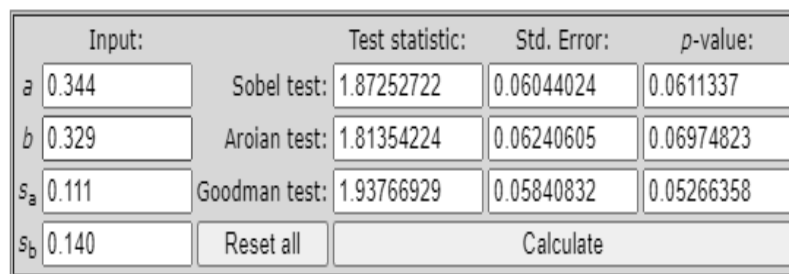 Input: Test statistic: Std. Error: p-value:
a 0.344 Sobel test: 1.87252722 0.06044024 0.0611337
b 0.329 Aroian test: 1.81354224 0.06240605 0.06974823
sa 0.111 Goodman test: 1.93766929 0.05840832 0.05266358
sb 0.140 Reset all Calculate